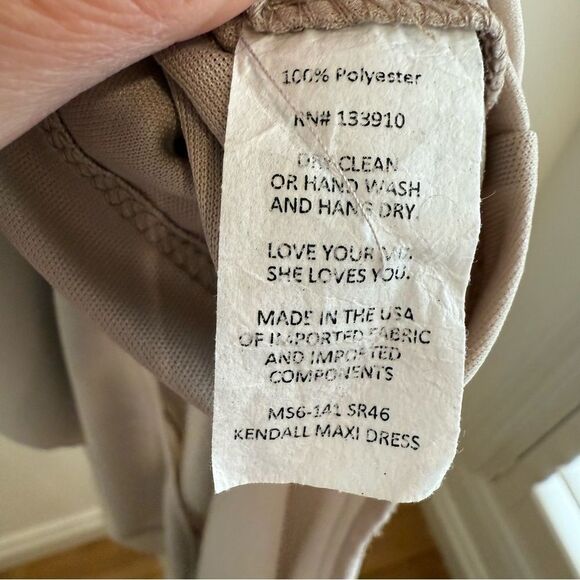 100% Polyester
RN# 133910
DRY CLEAN
OR HAND WASH
AND HANG DRY.
LOVE YOUR
SHE LOVES YOU.
MADE IN THE USA
OF IMPORTED FABRIC
AND IMPORTED
COMPONENTS
MS6-141 SR46
KENDALL MAXI DRESS